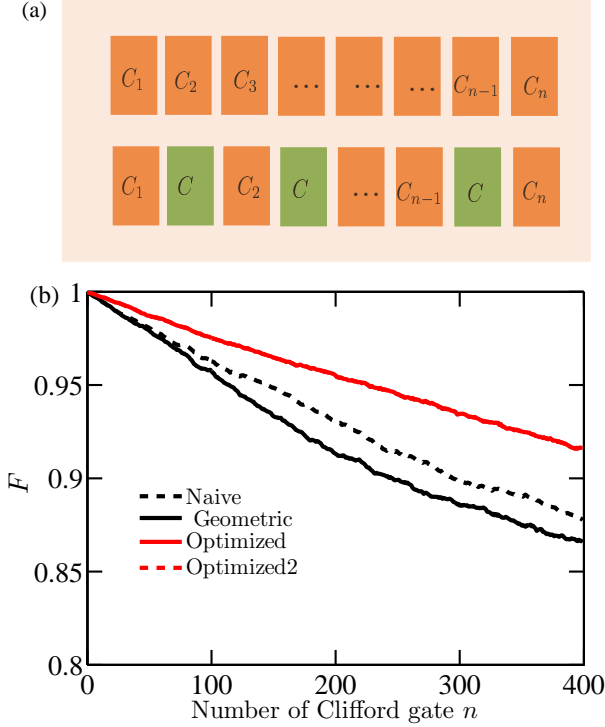 (a)
C₁ C₂ C₃ ... ... ... Cₙ₋₁ Cₙ
C₁ C C₂ C ... Cₙ₋₁ C Cₙ
(b)
1
0.95
0.9
0.85
0.8
F
Naive
Geometric
Optimized
Optimized2
0 100 200 300 400
Number of Clifford gate n